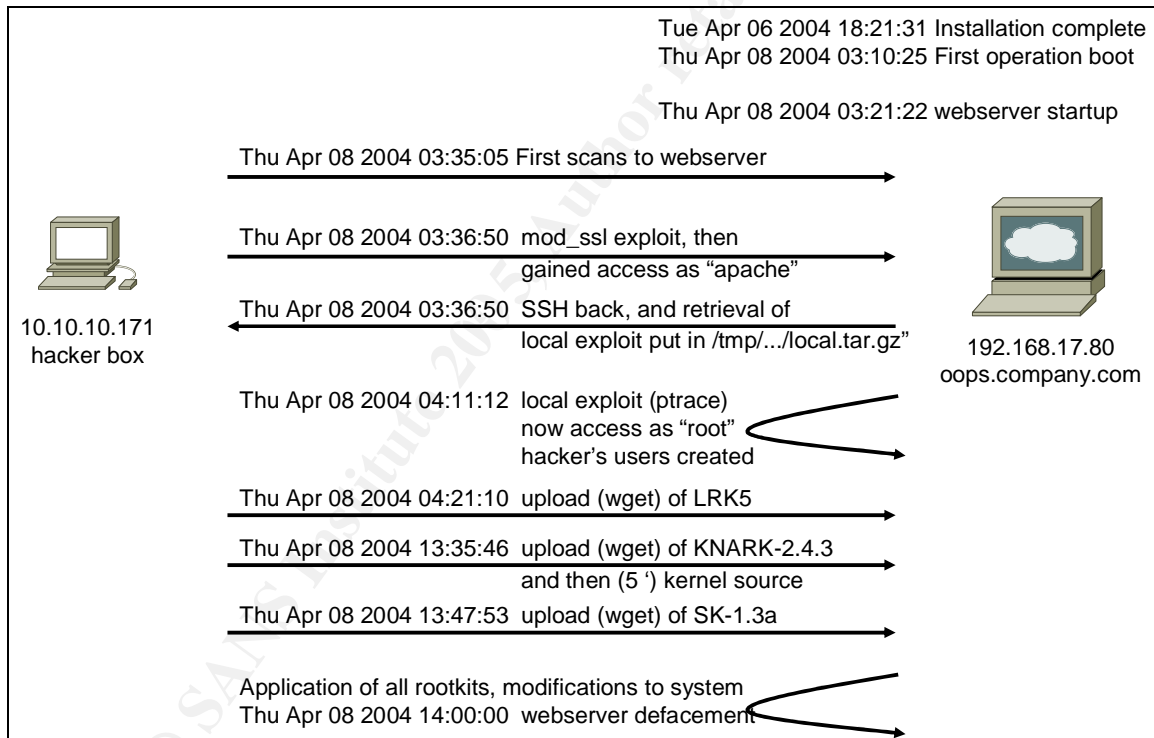 Tue Apr 06 2004 18:21:31 Installation complete
Thu Apr 08 2004 03:10:25 First operation boot
Thu Apr 08 2004 03:21:22 webserver startup
Thu Apr 08 2004 03:35:05 First scans to webserver
Thu Apr 08 2004 03:36:50 mod_ssl exploit, then
gained access as “apache”
Thu Apr 08 2004 03:36:50 SSH back, and retrieval of
local exploit put in /tmp/.../local.tar.gz”
10.10.10.171
hacker box
192.168.17.80
oops.company.com
Thu Apr 08 2004 04:11:12 local exploit (ptrace)
now access as “root”
hacker's users created
Thu Apr 08 2004 04:21:10 upload (wget) of LRK5
Thu Apr 08 2004 13:35:46 upload (wget) of KNARK-2.4.3
and then (5 ‘) kernel source
Thu Apr 08 2004 13:47:53 upload (wget) of SK-1.3a
Application of all rootkits, modifications to system
Thu Apr 08 2004 14:00:00 webserver defacement
SANS Institute 2005, Author reta